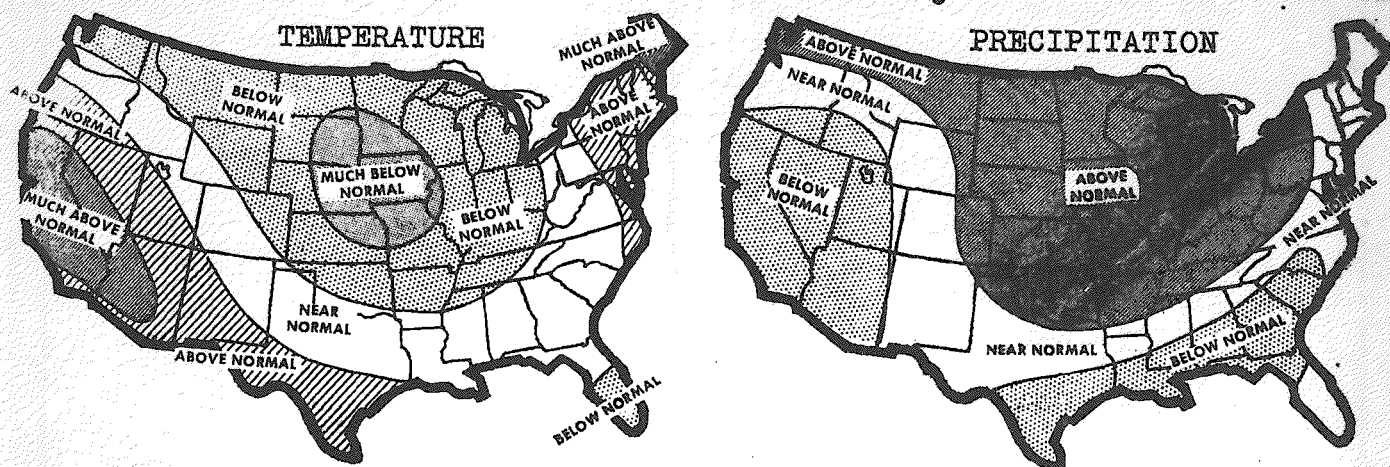 TEMPERATURE
MUCH ABOVE
NORMAL
ABOVE
NORMAL
BELOW
NORMAL
ABOVE NORMAL
MUCH BELOW
NORMAL
MUCH ABOVE
NORMAL
BELOW
NORMAL
NEAR
NORMAL
ABOVE NORMAL
BELOW NORMAL
PRECIPITATION
ABOVE NORMAL
NEAR NORMAL
BELOW
NORMAL
ABOVE
NORMAL
NEAR NORMAL
NEAR NORMAL
BELOW NORMAL